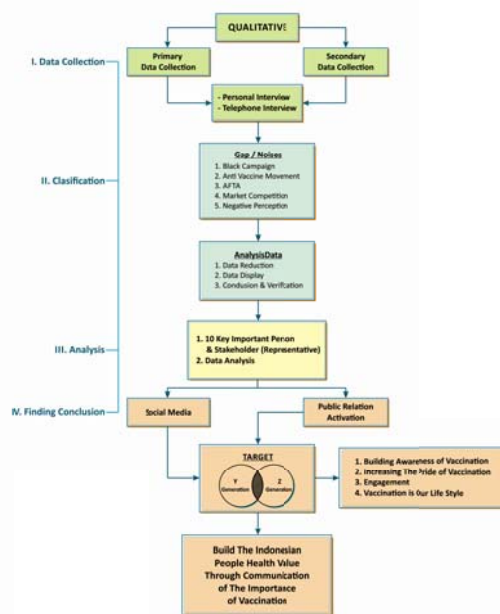 QUALITATIVE
I. Data Collection
Primary
Data Collection
Secondary
Data Collection
- Personal Interview
- Telephone Interview
II. Clasification
Gap / Noises
1. Black Campaign
2. Anti Vaccine Movement
3. AFTA
4. Market Competition
5. Negative Perception
AnalysisData
1. Data Reduction
2. Data Display
3. Conclusion & Verification
III. Analysis
1. 10 Key Important Person
& Stakeholder (Representative)
2. Data Analysis
IV. Finding Conclusion
Social Media
Public Relation
Activation
TARGET
Y
Generation
Z
Generation
1. Building Awareness of Vaccination
2. Increasing The Pride of Vaccination
3. Engagement
4. Vaccination is Our Life Style
Build The Indonesian
People Health Value
Through Communication
of The Importance
of Vaccination